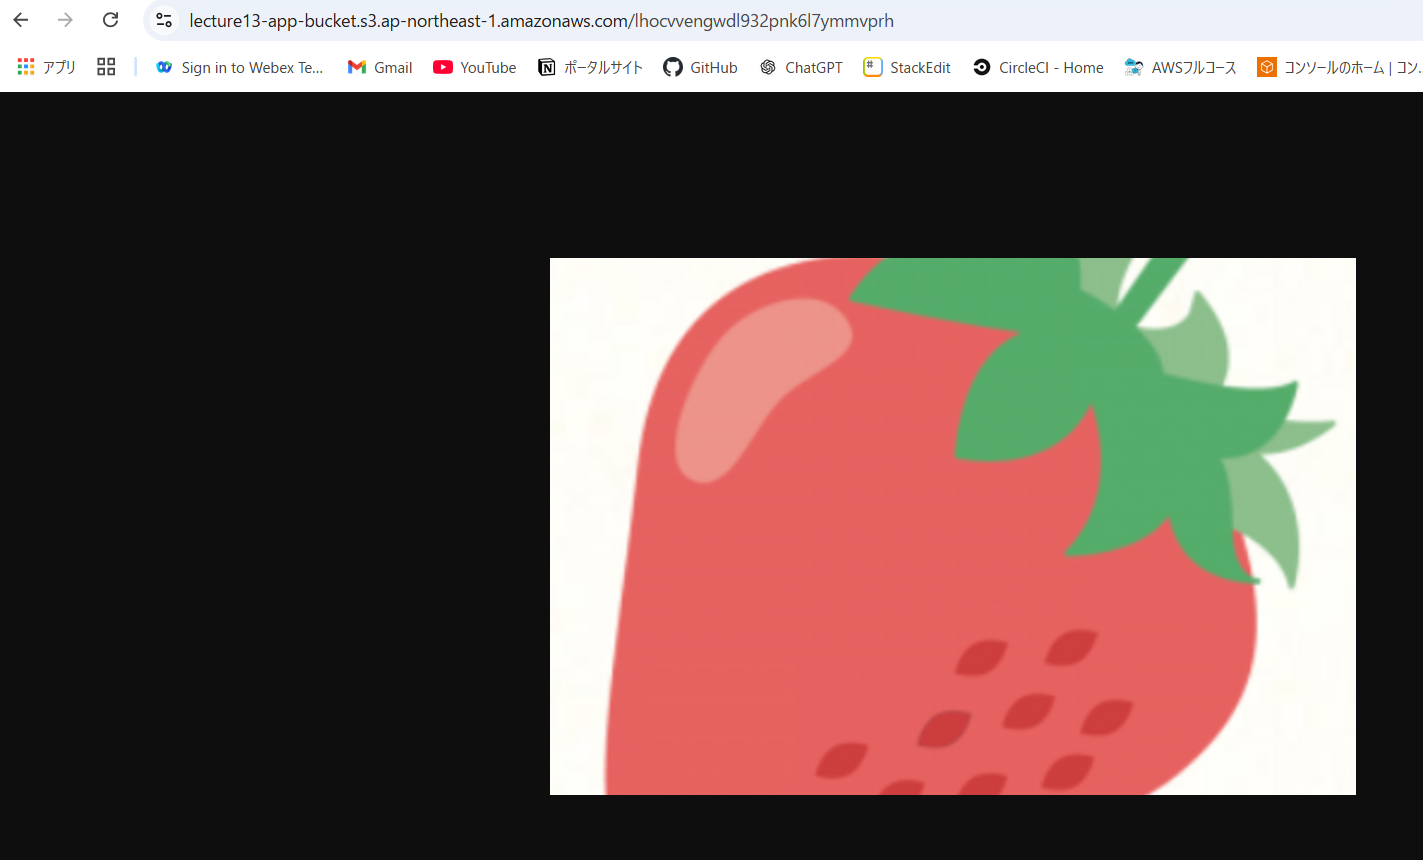 lecture13-app-bucket.s3.ap-northeast-1.amazonaws.com/lhocvvengwdl932pnk6l7ymmvprh
アプリ Sign in to Webex Te... Gmail YouTube ポータルサイト GitHub ChatGPT StackEdit CircleCI - Home AWSフルコース コンソールのホーム | コン...